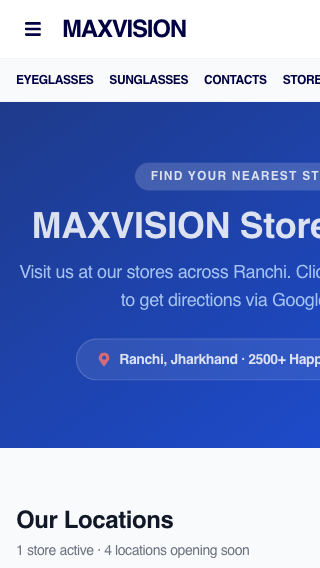 MAXVISION
EYEGLASSES SUNGLASSES CONTACTS STORE
FIND YOUR NEAREST ST
MAXVISION Store
Visit us at our stores across Ranchi. Clic
to get directions via Googl
Ranchi, Jharkhand · 2500+ Happ
Our Locations
1 store active · 4 locations opening soon